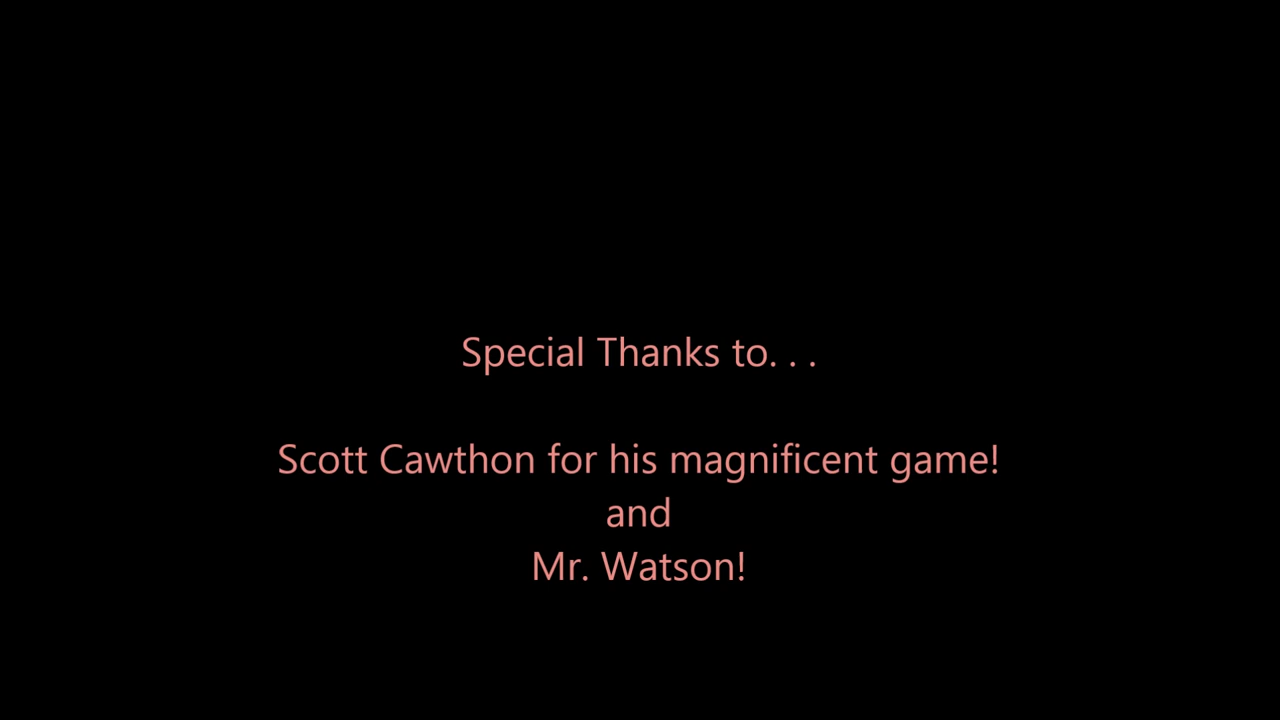 Special Thanks to. . .
Scott Cawthon for his magnificent game!
and
Mr. Watson!